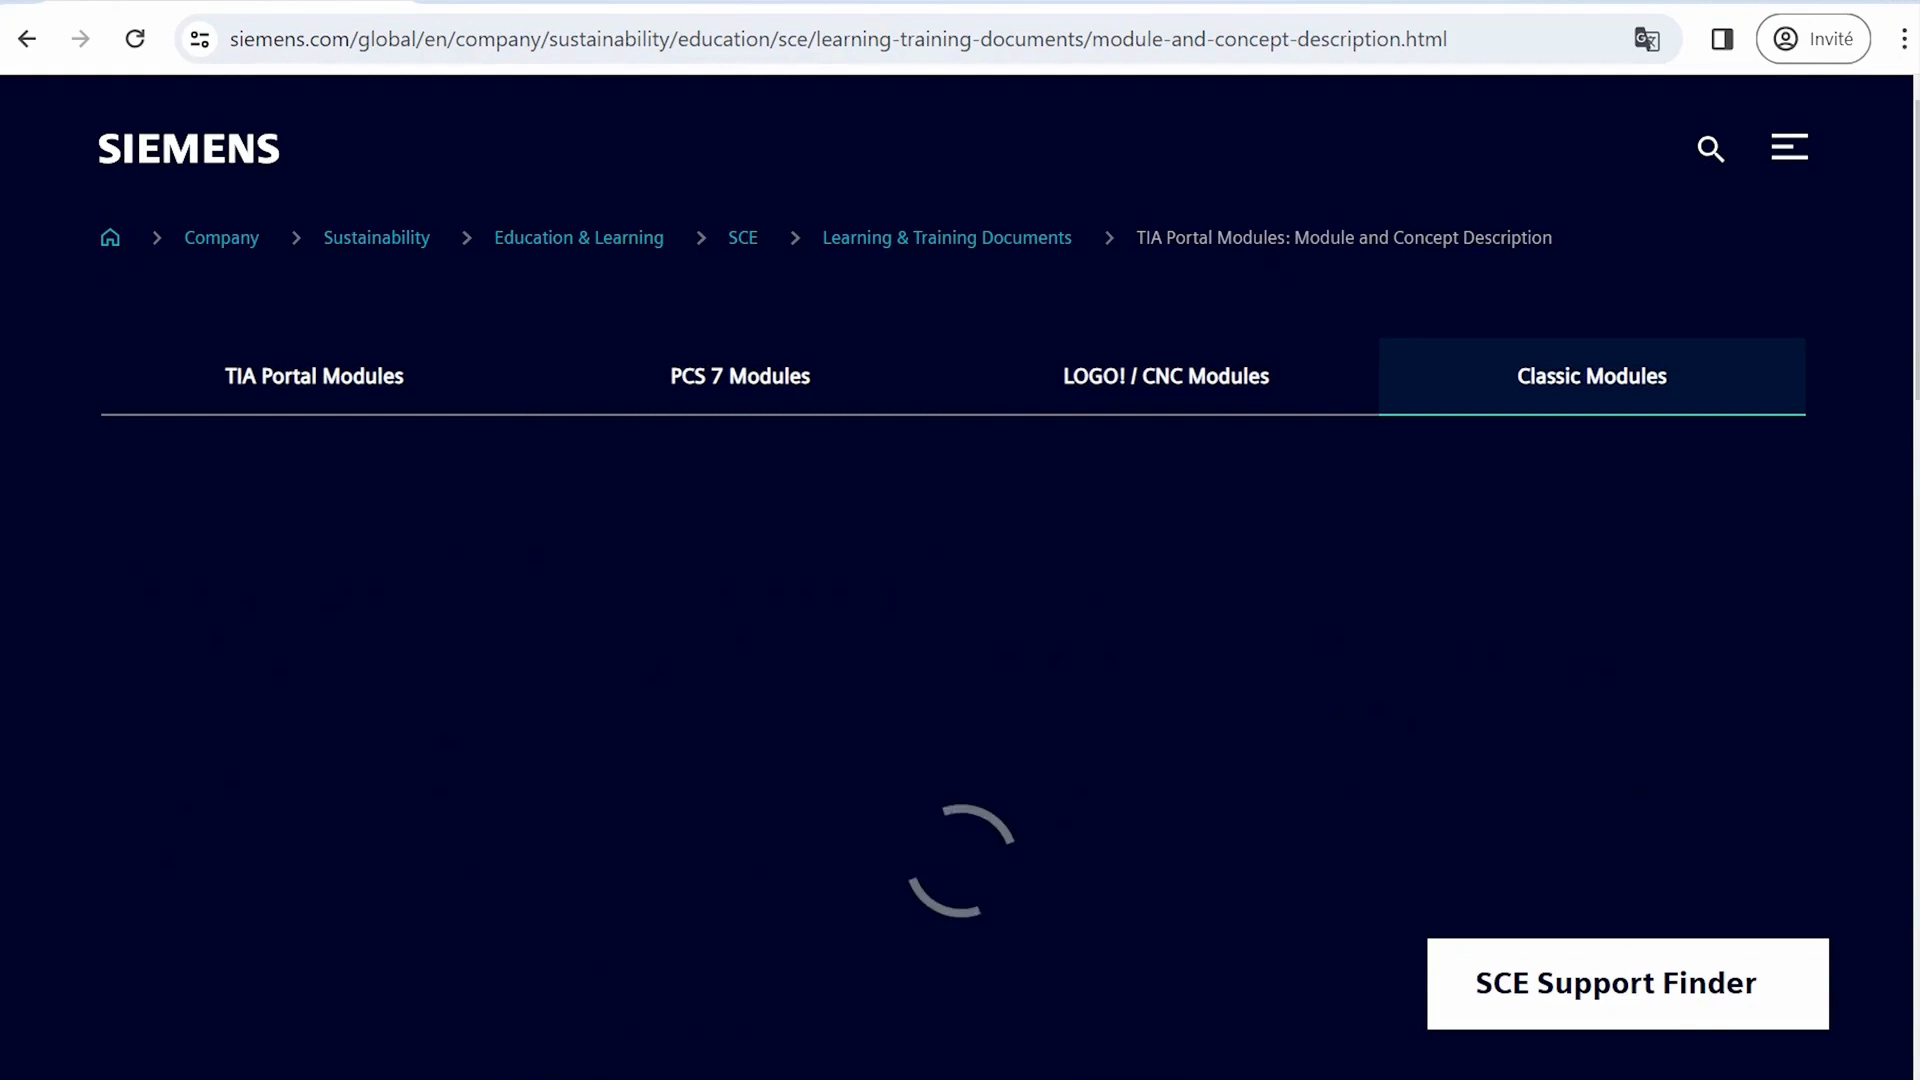 siemens.com/global/en/company/sustainability/education/sce/learning-training-documents/module-and-concept-description.html
Invité
SIEMENS
Company
Sustainability
Education & Learning
SCE
Learning & Training Documents
TIA Portal Modules: Module and Concept Description
TIA Portal Modules
PCS 7 Modules
LOGO! / CNC Modules
Classic Modules
SCE Support Finder